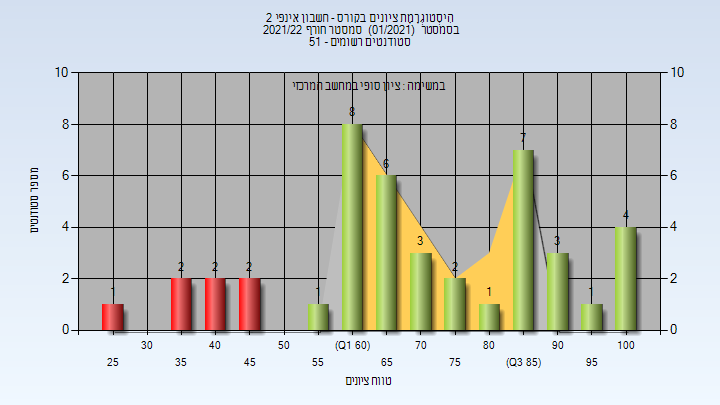 היסטוגרמת ציונים בקורס - חשבון אינפי 2
בסמסטר (01/2021) סמסטר חורף 2021/22
סטודנטים רשומים - 51
במשימה : ציון סופי במחשב המרכזי
מספר סטודנטים
10 10
8 8
6 6
4 4
2 2
0 0
1 2 2 2 1 8 6 3 2 1 7 3 1 4
30 40 50 (Q1 60) 70 80 90 100
25 35 45 55 65 75 (Q3 85) 95
טווח ציונים